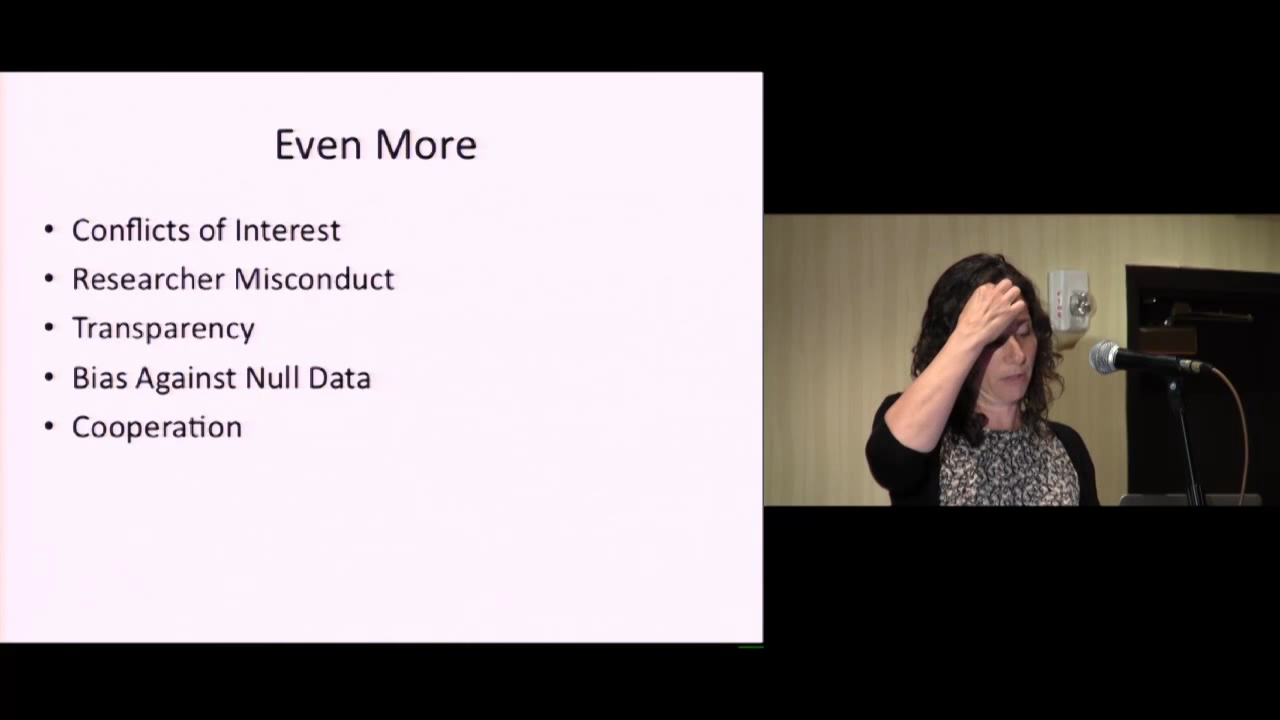 Even More
• Conflicts of Interest
• Researcher Misconduct
• Transparency
• Bias Against Null Data
• Cooperation